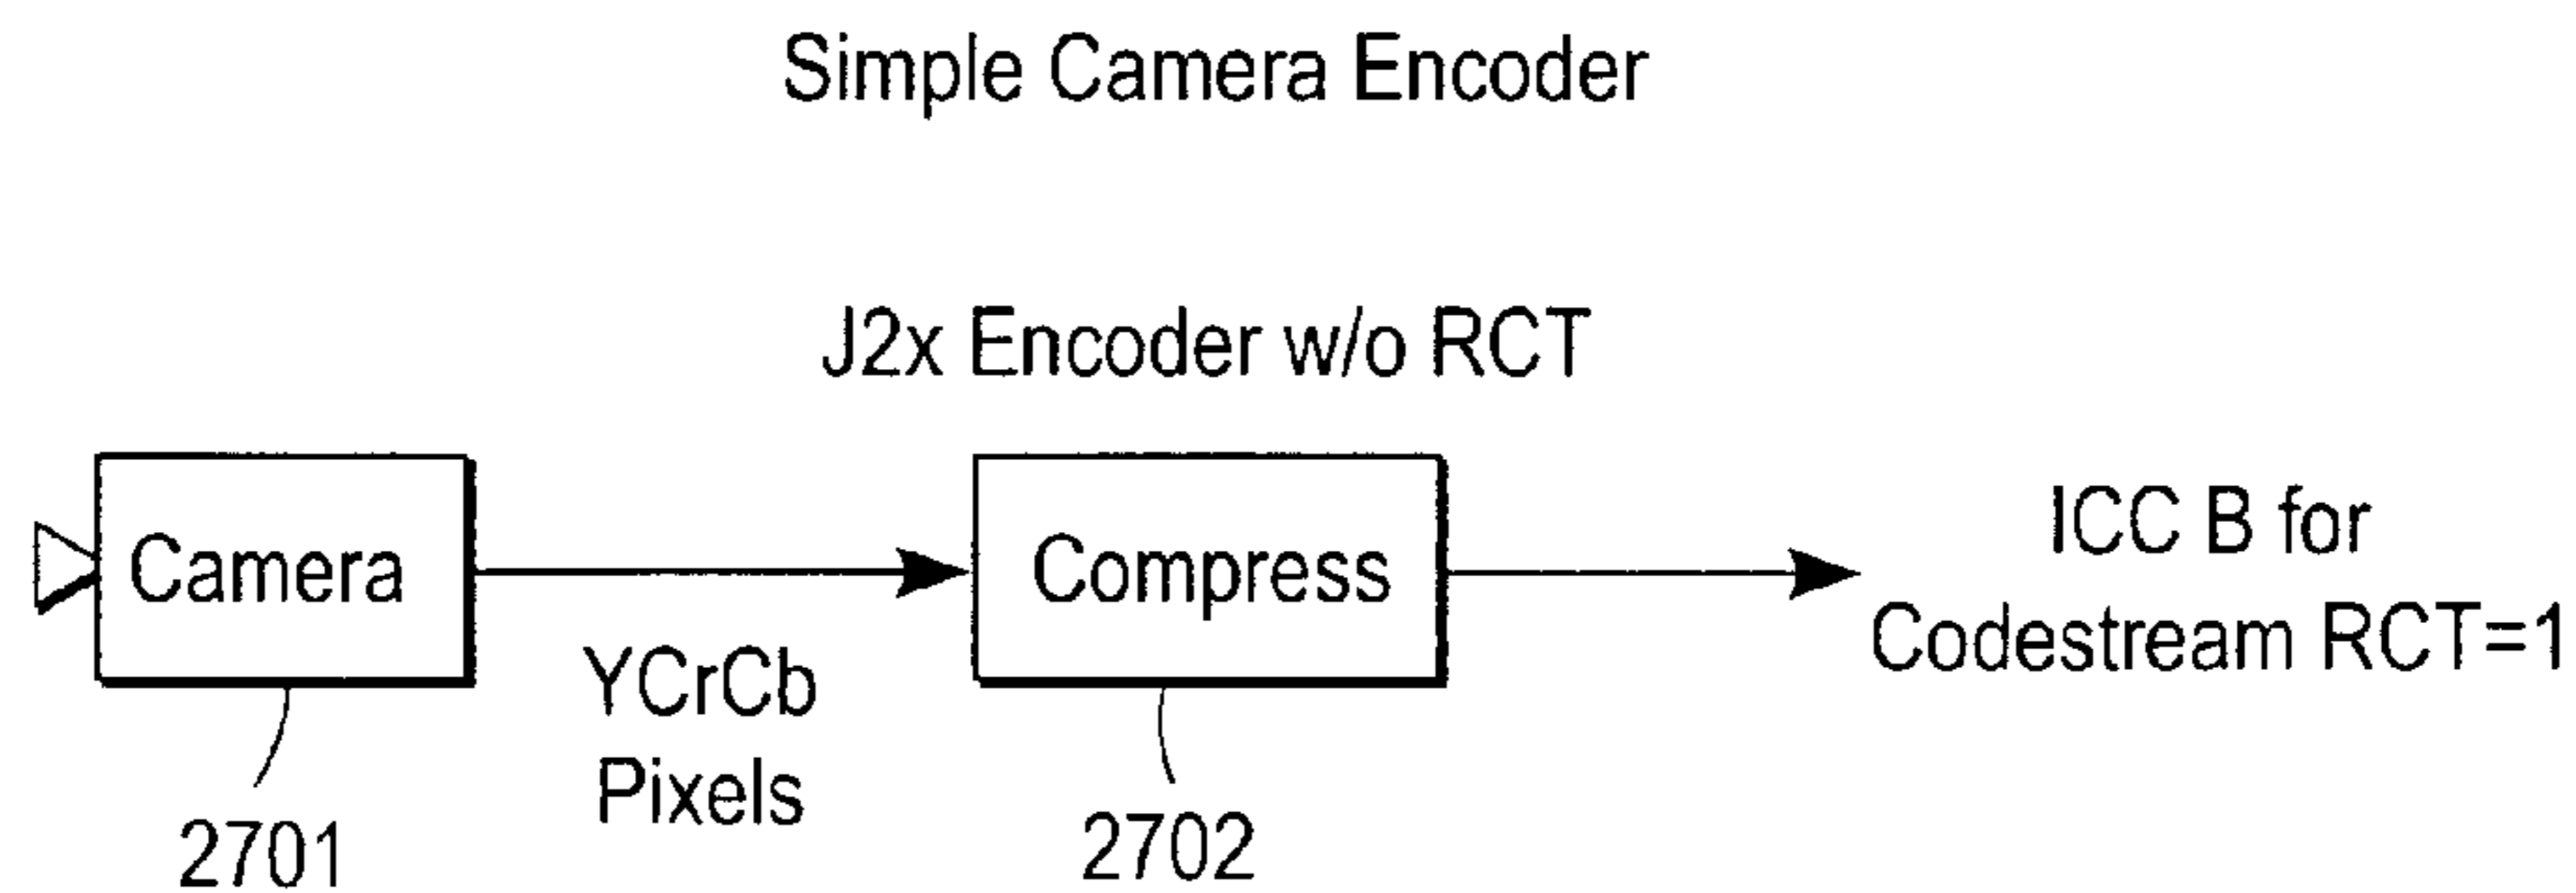 Simple Camera Encoder
J2x Encoder w/o RCT
Camera
YCrCb
Pixels
Compress
ICC B for
Codestream RCT=1
2701
2702